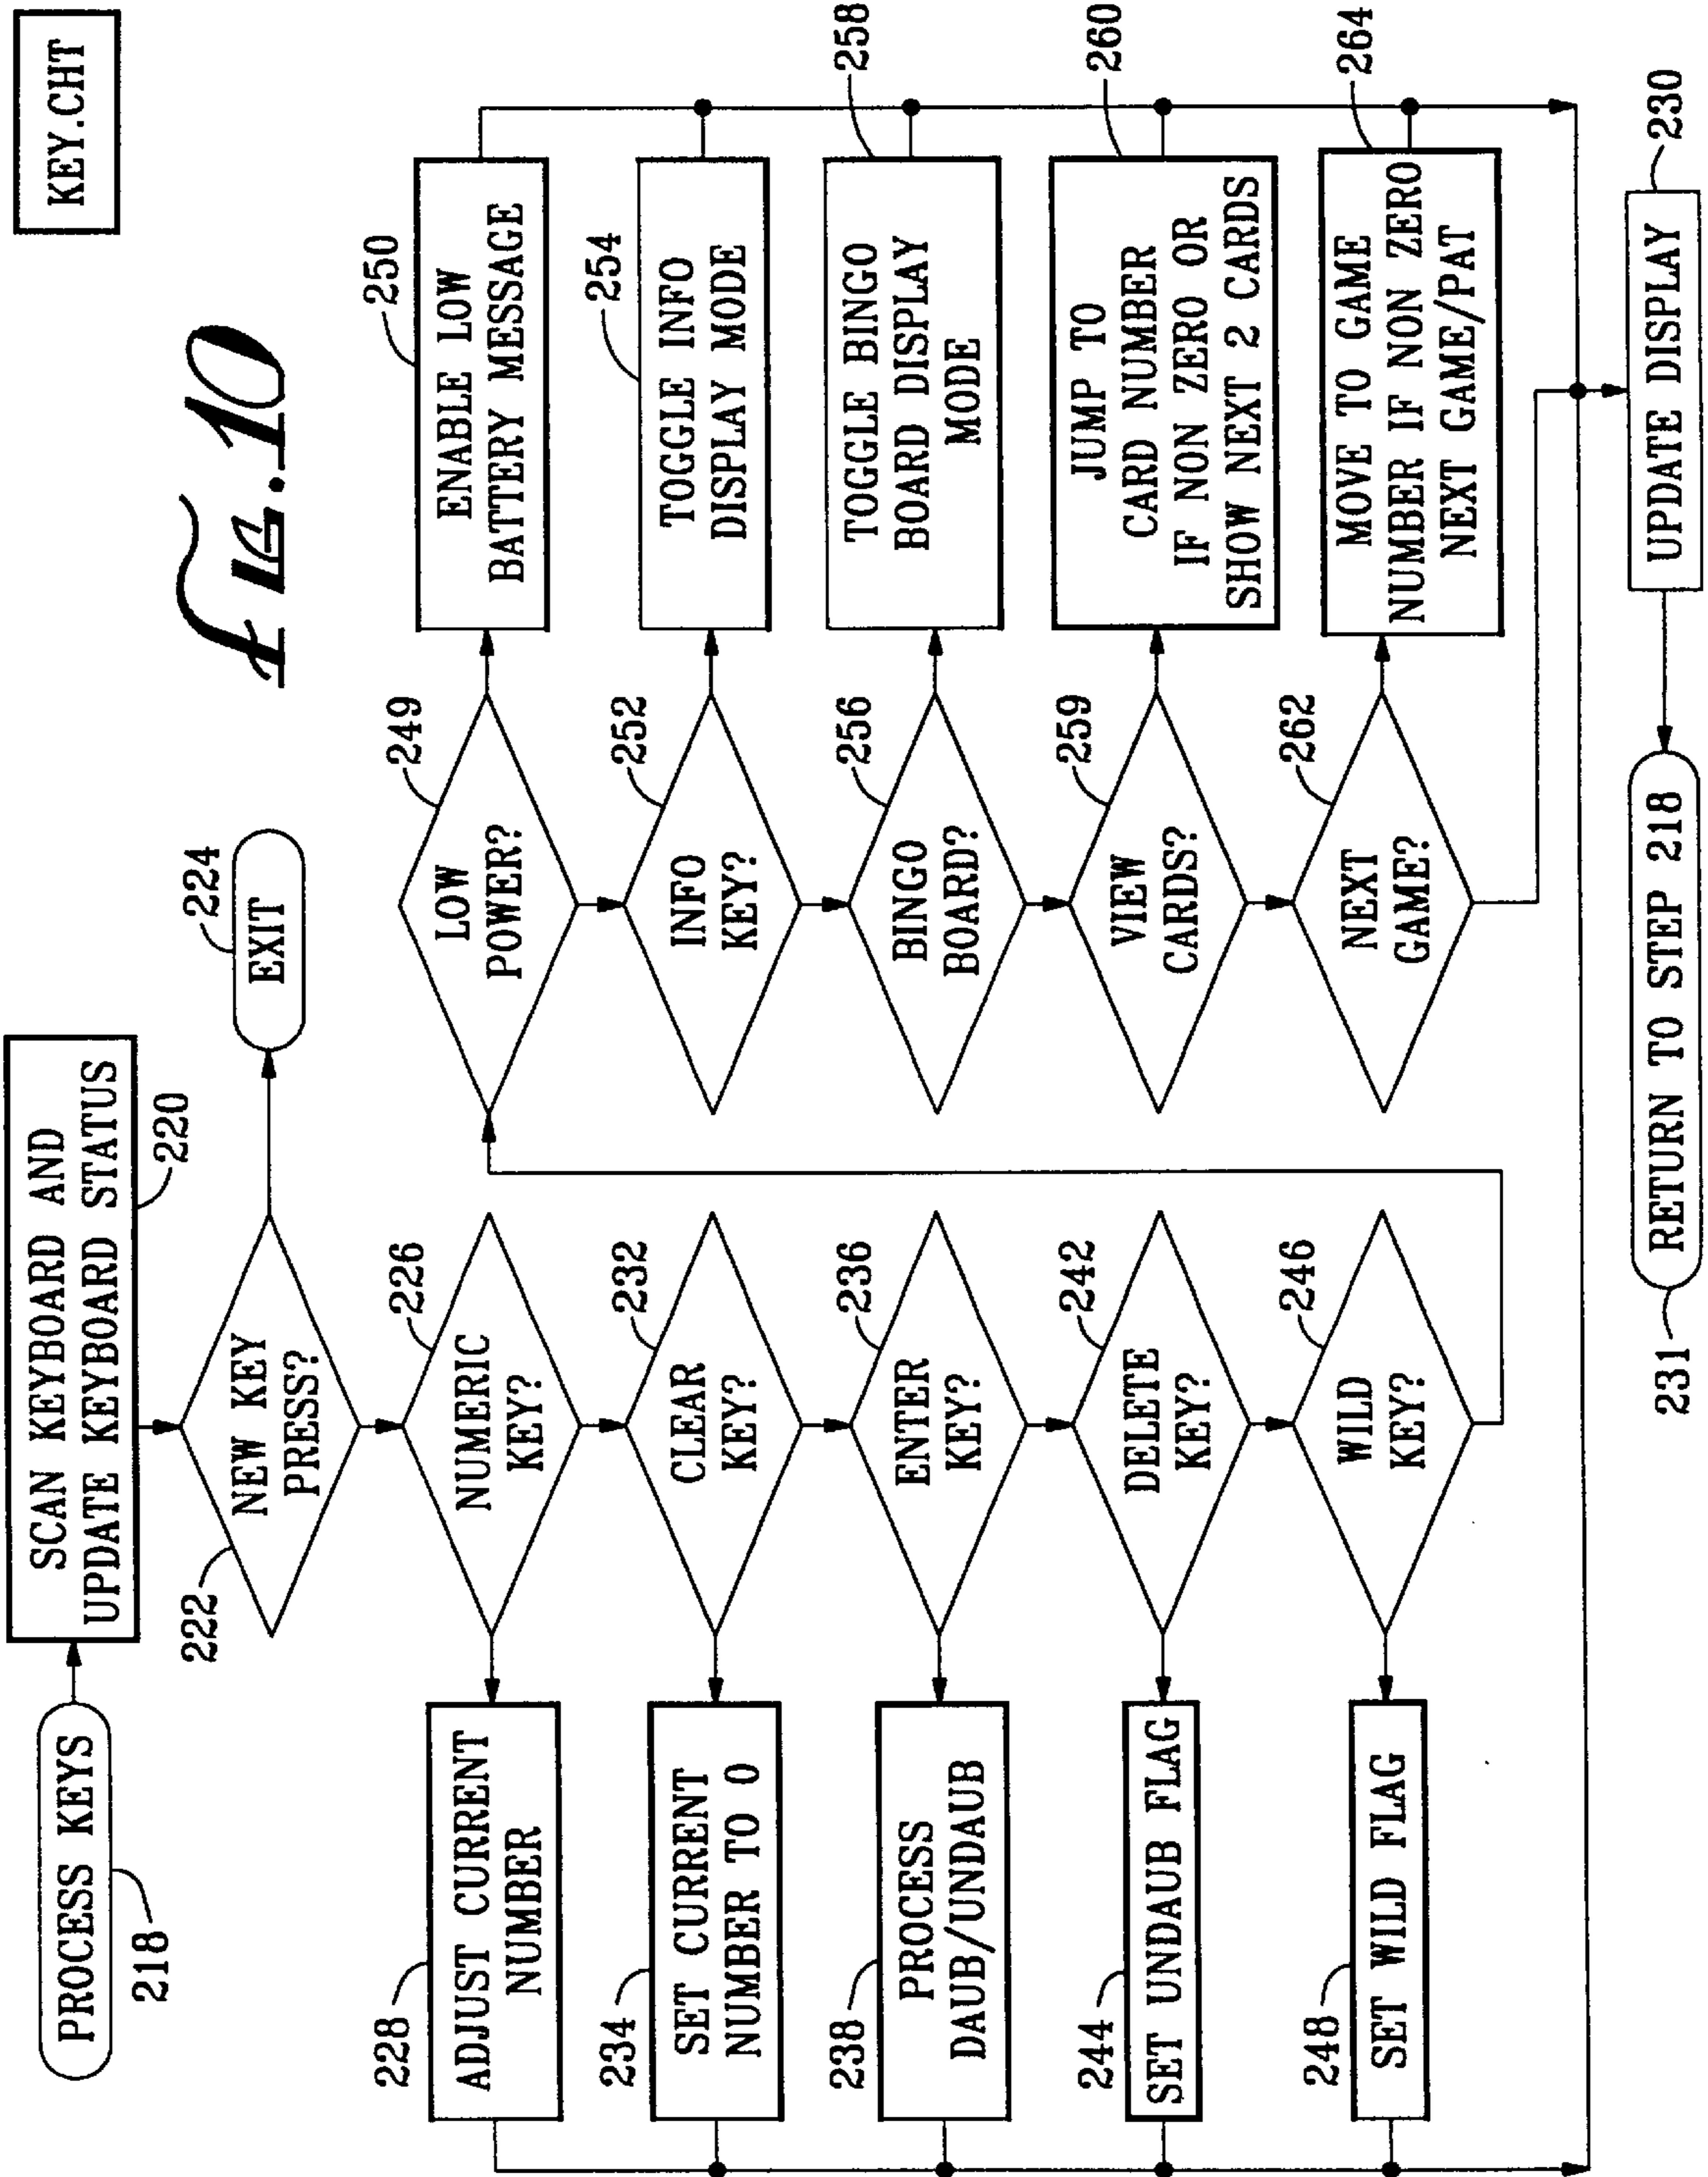 KEY.CHT
FIG. 10
PROCESS KEYS
218
SCAN KEYBOARD AND
UPDATE KEYBOARD STATUS
220
222
NEW KEY
PRESS?
224
EXIT
228
ADJUST CURRENT
NUMBER
226
NUMERIC
KEY?
249
LOW
POWER?
250
ENABLE LOW
BATTERY MESSAGE
234
SET CURRENT
NUMBER TO 0
232
CLEAR
KEY?
252
INFO
KEY?
254
TOGGLE INFO
DISPLAY MODE
238
PROCESS
DAUB/UNDAUB
236
ENTER
KEY?
256
BINGO
BOARD?
258
TOGGLE BINGO
BOARD DISPLAY
MODE
244
SET UNDAUB FLAG
242
DELETE
KEY?
259
VIEW
CARDS?
260
JUMP TO
CARD NUMBER
IF NON ZERO OR
SHOW NEXT 2 CARDS
248
SET WILD FLAG
246
WILD
KEY?
262
NEXT
GAME?
264
MOVE TO GAME
NUMBER IF NON ZERO
NEXT GAME/PAT
231
RETURN TO STEP 218
UPDATE DISPLAY
230